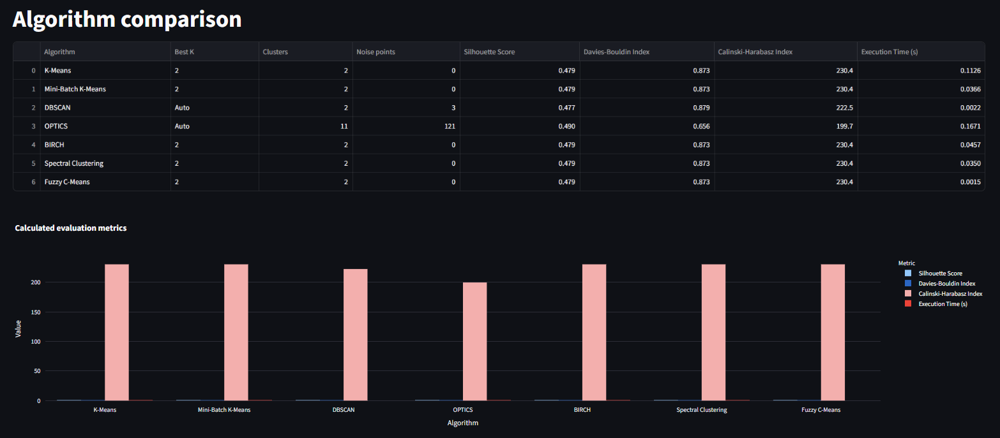 Algorithm comparison
Algorithm Best K Clusters Noise points Silhouette Score Davies-Bouldin Index Calinski-Harabasz Index Execution Time (s)
0 K-Means 2 2 0 0.479 0.873 230.4 0.1126
1 Mini-Batch K-Means 2 2 0 0.479 0.873 230.4 0.0366
2 DBSCAN Auto 2 3 0.477 0.879 222.5 0.0022
3 OPTICS Auto 11 121 0.490 0.656 199.7 0.1671
4 BIRCH 2 2 0 0.479 0.873 230.4 0.0457
5 Spectral Clustering 2 2 0 0.479 0.873 230.4 0.0350
6 Fuzzy C-Means 2 2 0 0.479 0.873 230.4 0.0015
Calculated evaluation metrics
Value
200
150
100
50
0
K-Means Mini-Batch K-Means DBSCAN OPTICS BIRCH Spectral Clustering Fuzzy C-Means
Algorithm
Metric
Silhouette Score
Davies-Bouldin Index
Calinski-Harabasz Index
Execution Time (s)